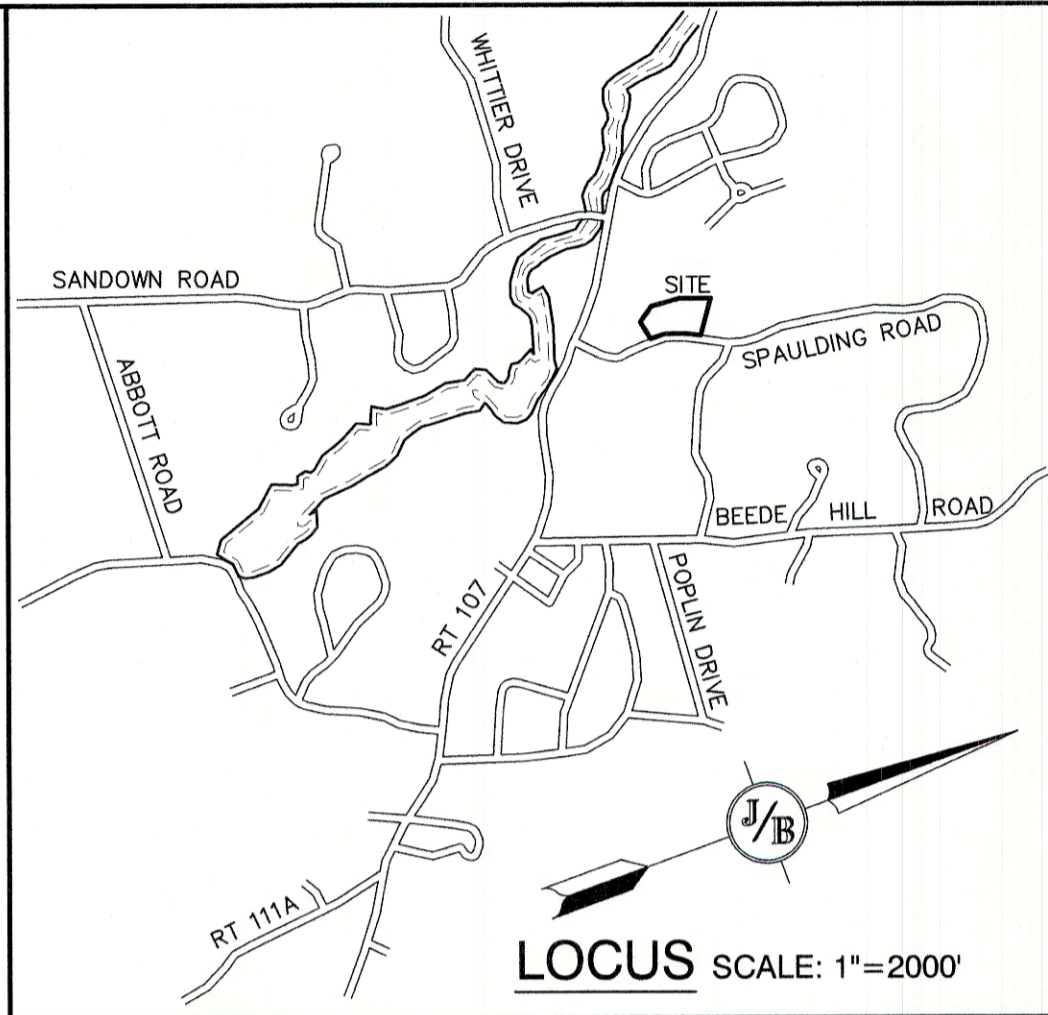 WHITTIER DRIVE
SANDOWN ROAD
SITE
SPAULDING ROAD
ABBOTT ROAD
BEEDE HILL ROAD
RT 107
POPLIN DRIVE
J/B
RT 111A
LOCUS SCALE: 1"=2000'